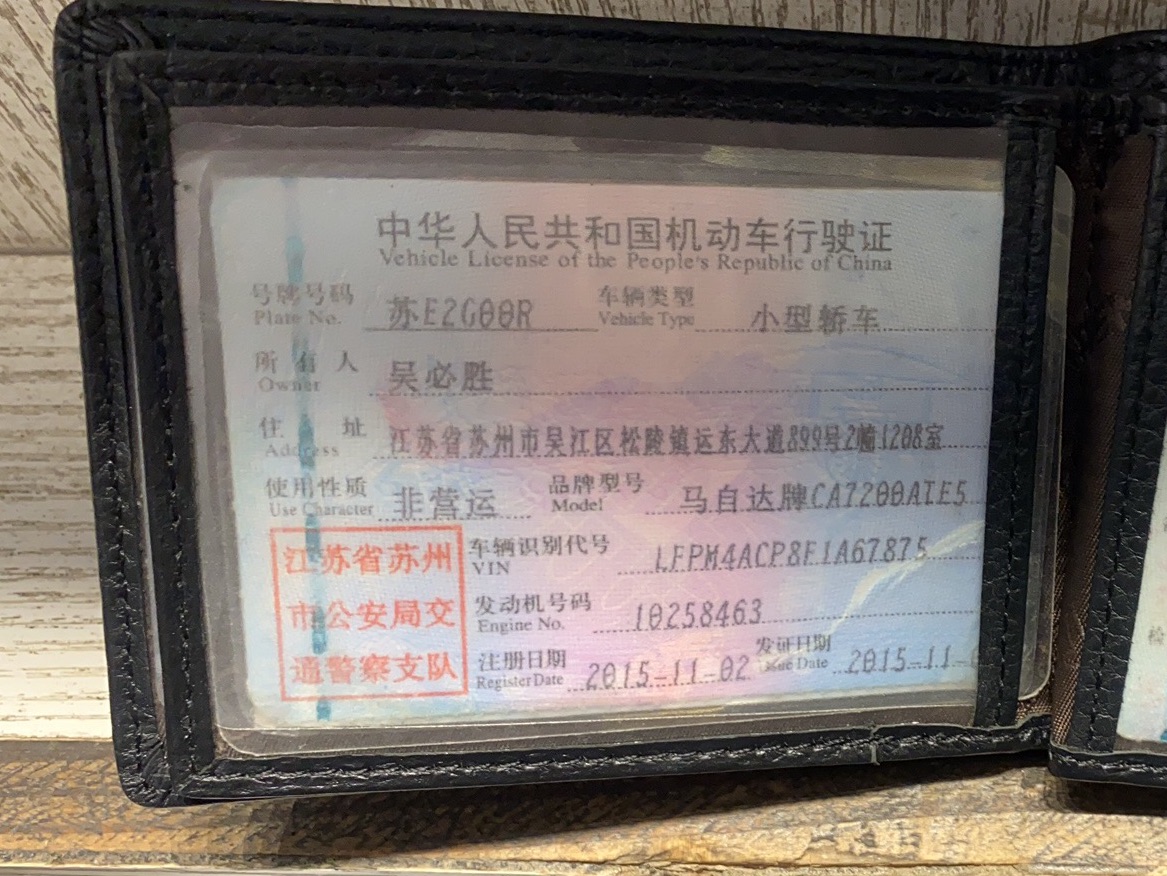 中华人民共和国机动车行驶证
Vehicle License of the People's Republic of China
号牌号码 苏E2G00R 车辆类型 小型轿车
Plate No. Vehicle Type
所有人 吴必胜
Owner
住址 江苏省苏州市吴江区松陵镇运东大道899号2幢1208室
Address
使用性质 非营运 品牌型号 马自达牌CA7200ATE5
Use Character Model
江苏省苏州
市公安局交
通警察支队
车辆识别代号 LFPM4ACP8F1A67875
VIN
发动机号码 10258463
Engine No.
注册日期 2015-11-02 发证日期 2015-11-
Register Date Issue Date
检